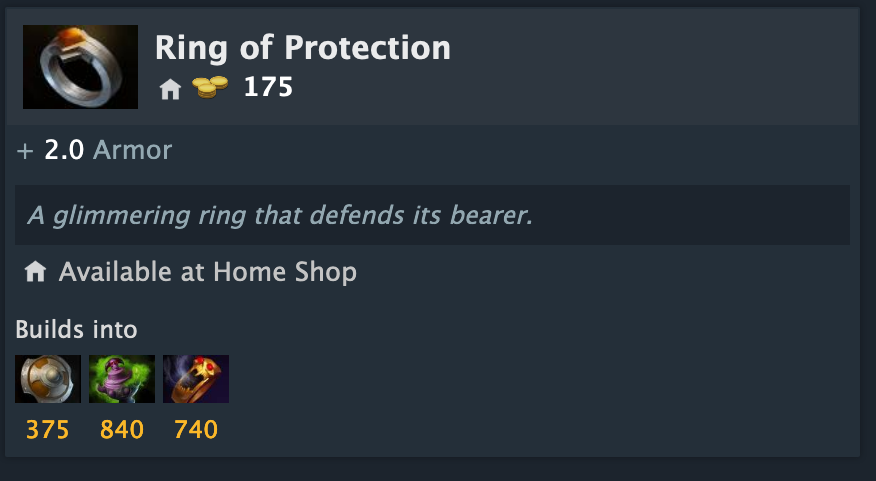 Ring of Protection
175
+ 2.0 Armor
A glimmering ring that defends its bearer.
Available at Home Shop
Builds into
375 840 740